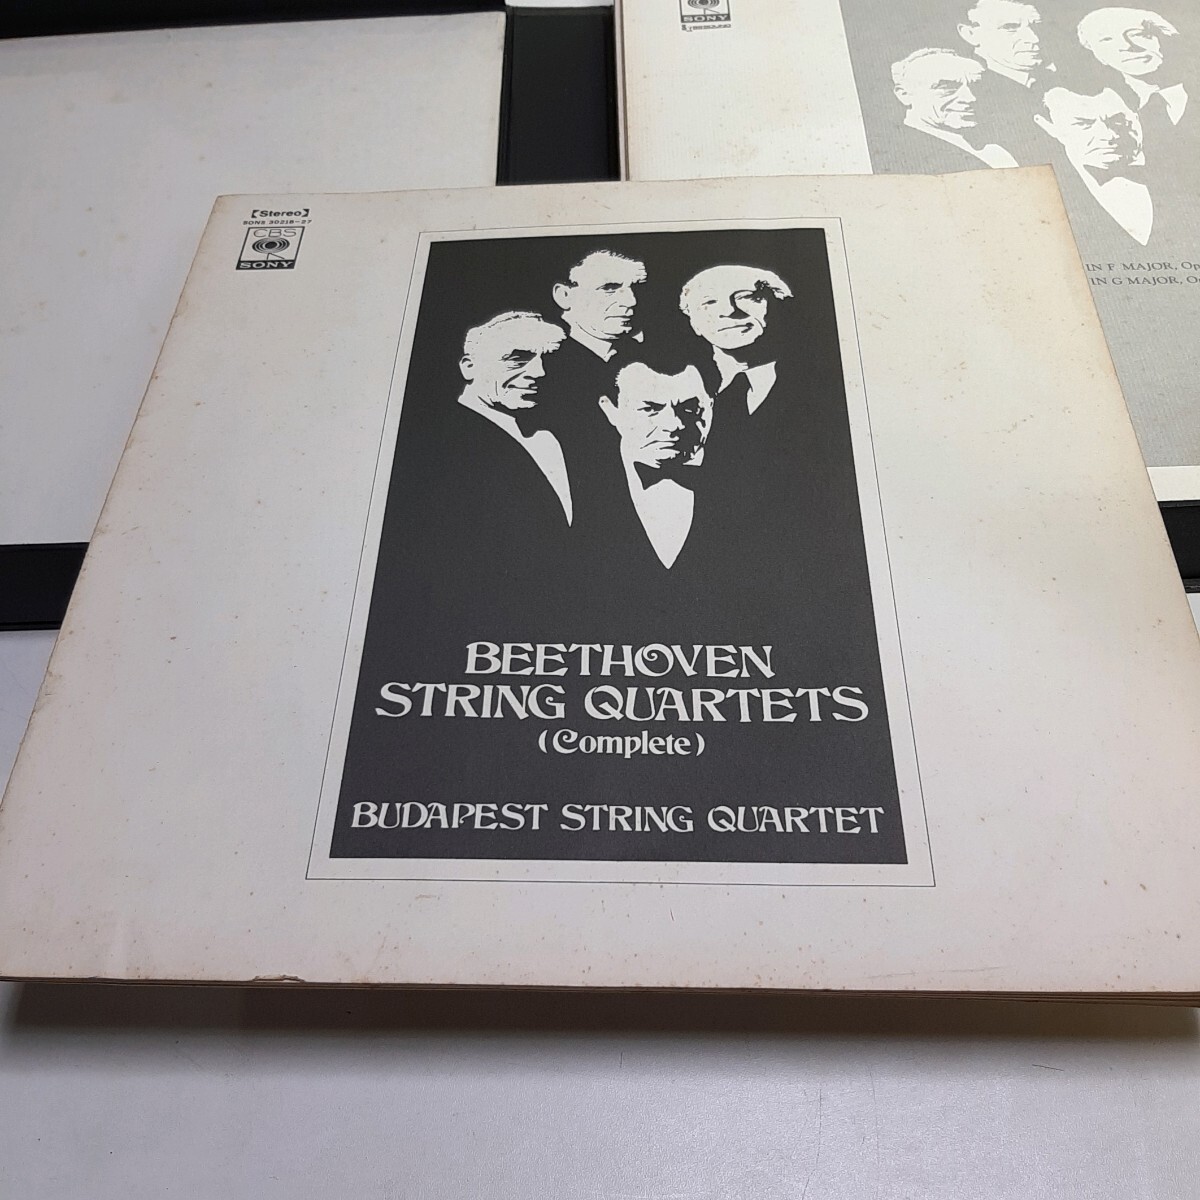 SONY
【Stereo】
SONS 30218-27
CBS
SONY
IN F MAJOR, Op
IN G MAJOR, O
BEETHOVEN
STRING QUARTETS
(Complete)
BUDAPEST STRING QUARTET